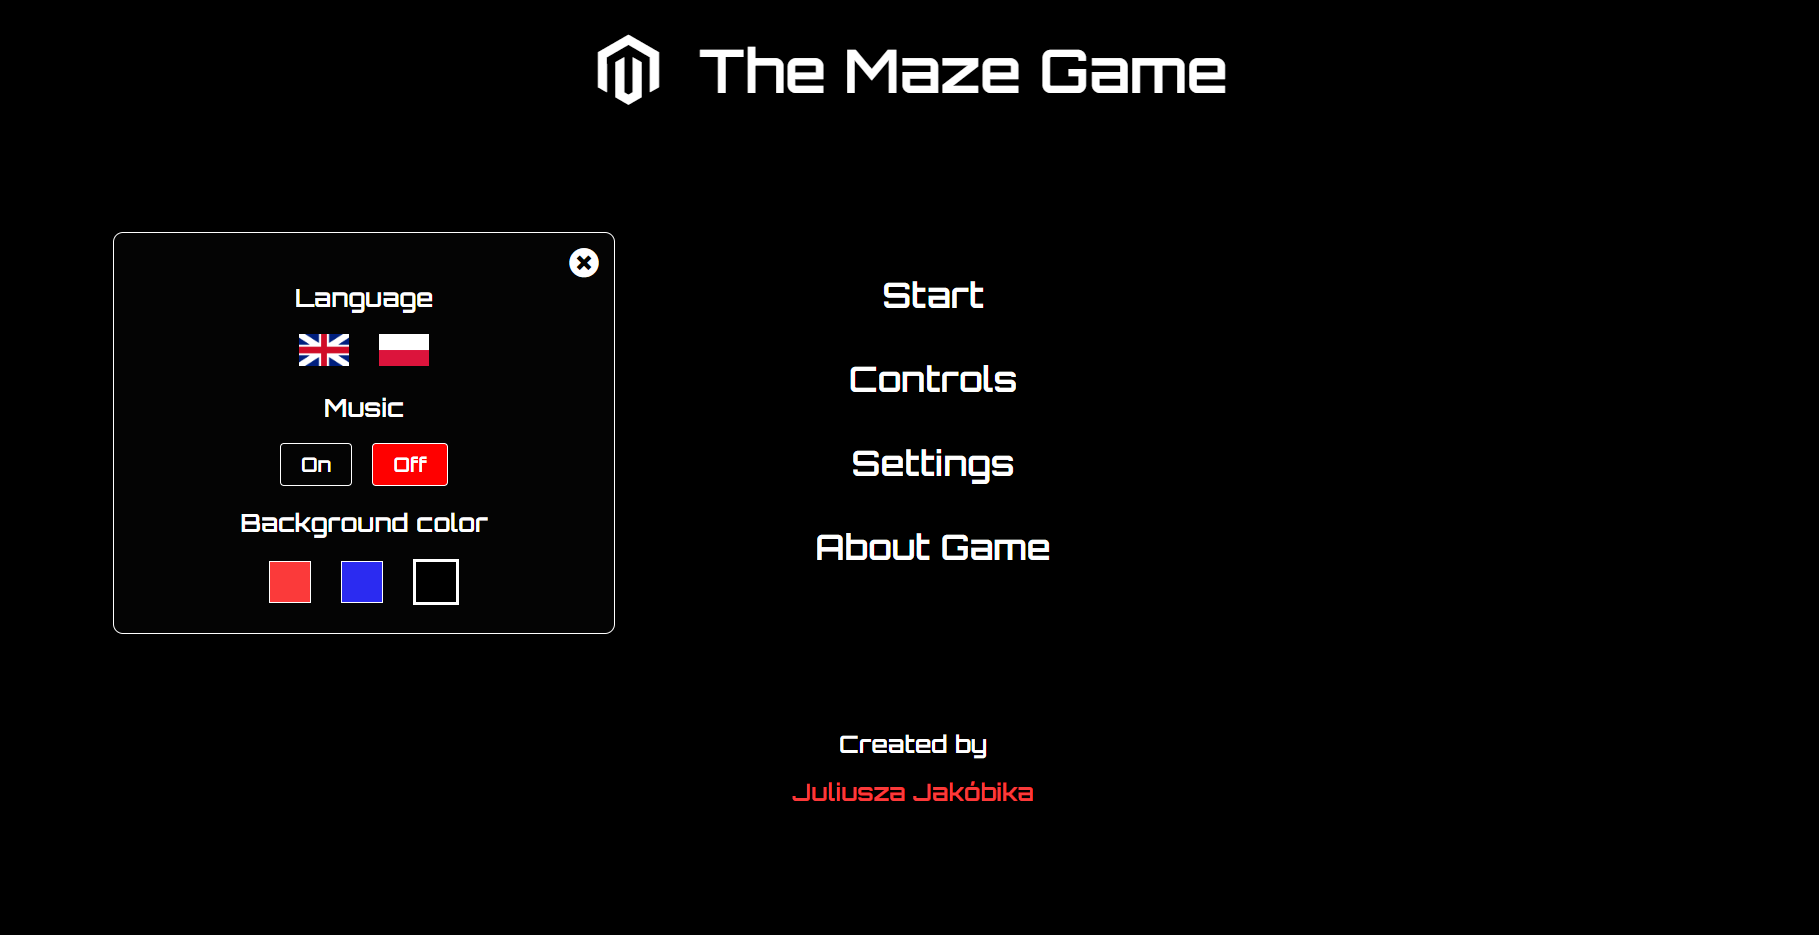 The Maze Game
Language
Music
On Off
Background color
Start
Controls
Settings
About Game
Created by
Juliusza Jakóbika